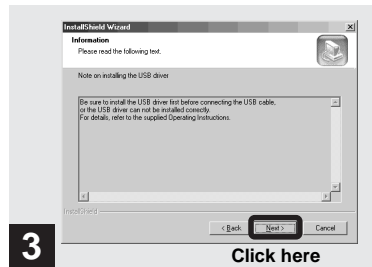 InstallShield Wizard
Information
Please read the following text.
Note on installing the USB driver
Be sure to install the USB driver first before connecting the USB cable,
or the USB driver can not be installed correctly.
For details, refer to the supplied Operating Instructions.
InstallShield
< Back Next > Cancel
3 Click here